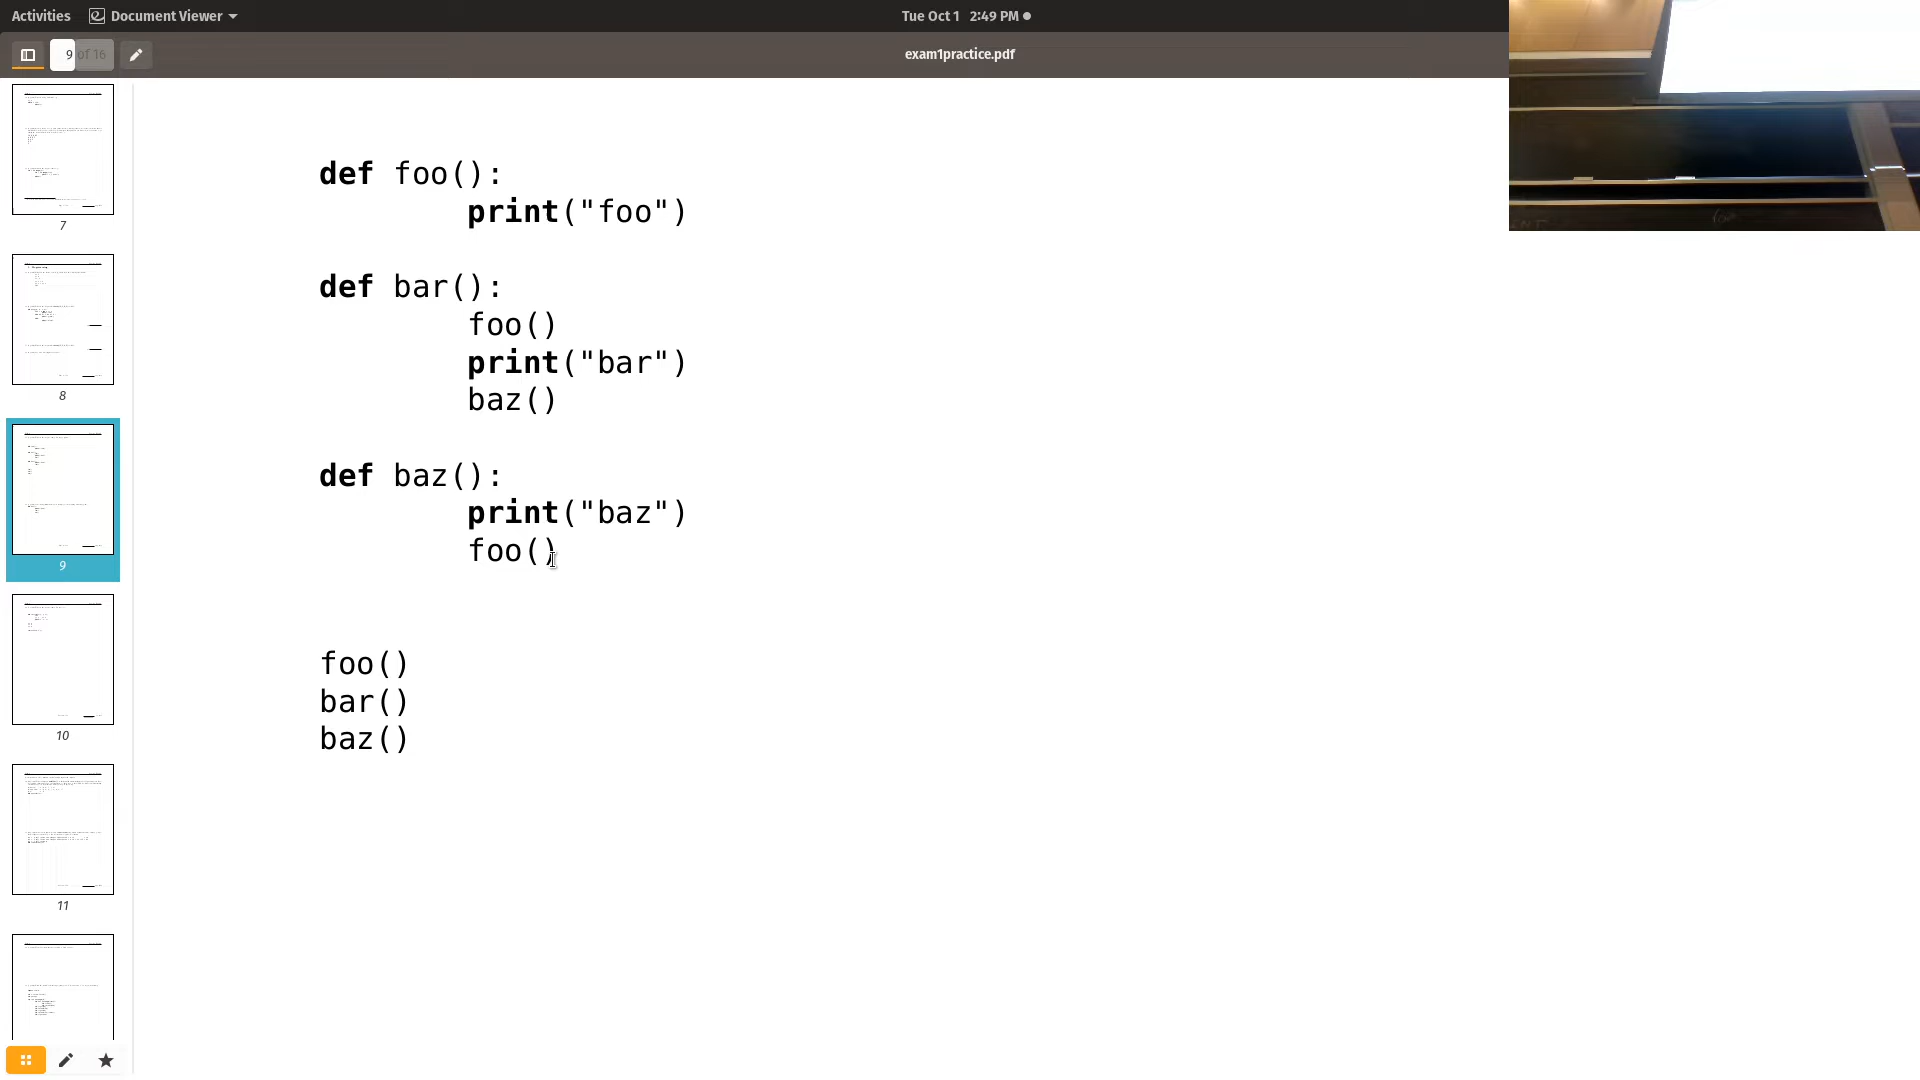 Activities Document Viewer Tue Oct 1 2:49 PM
9 of 16 exam1practice.pdf
7
8
9
10
11
def foo():
print("foo")
def bar():
foo()
print("bar")
baz()
def baz():
print("baz")
foo()
foo()
bar()
baz()